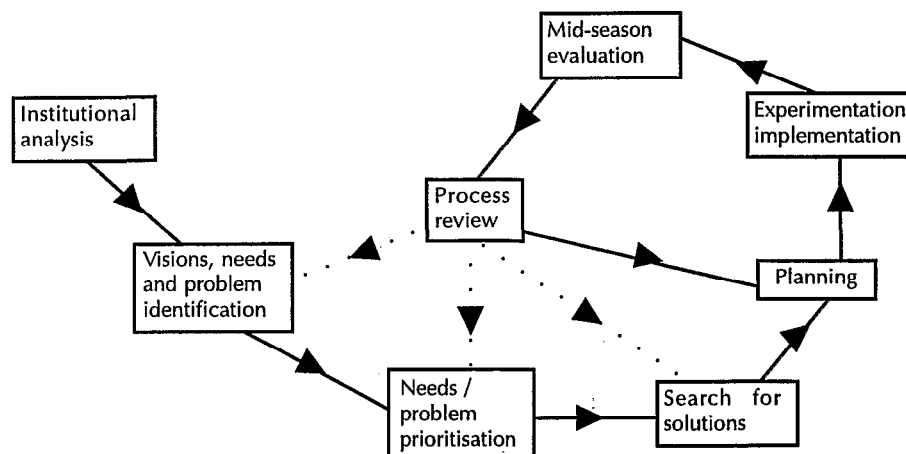 Mid-season
evaluation
Institutional
analysis
Experimentation
implementation
Process
review
Visions, needs
and problem
identification
Planning
Needs /
problem
prioritisation
Search for
solutions